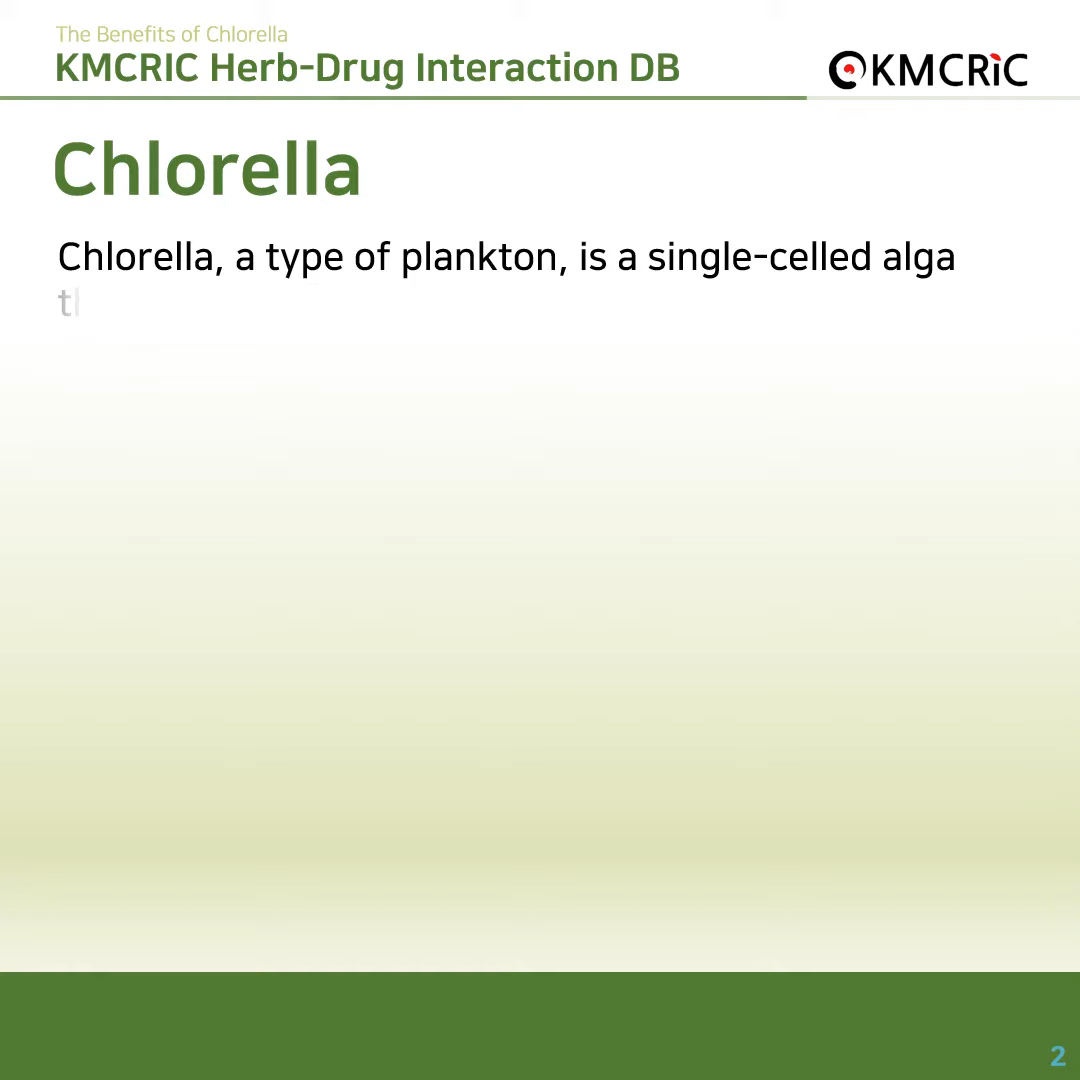 The Benefits of Chlorella
KMCRIC Herb-Drug Interaction DB
KMCRiC
Chlorella
Chlorella, a type of plankton, is a single-celled alga
2